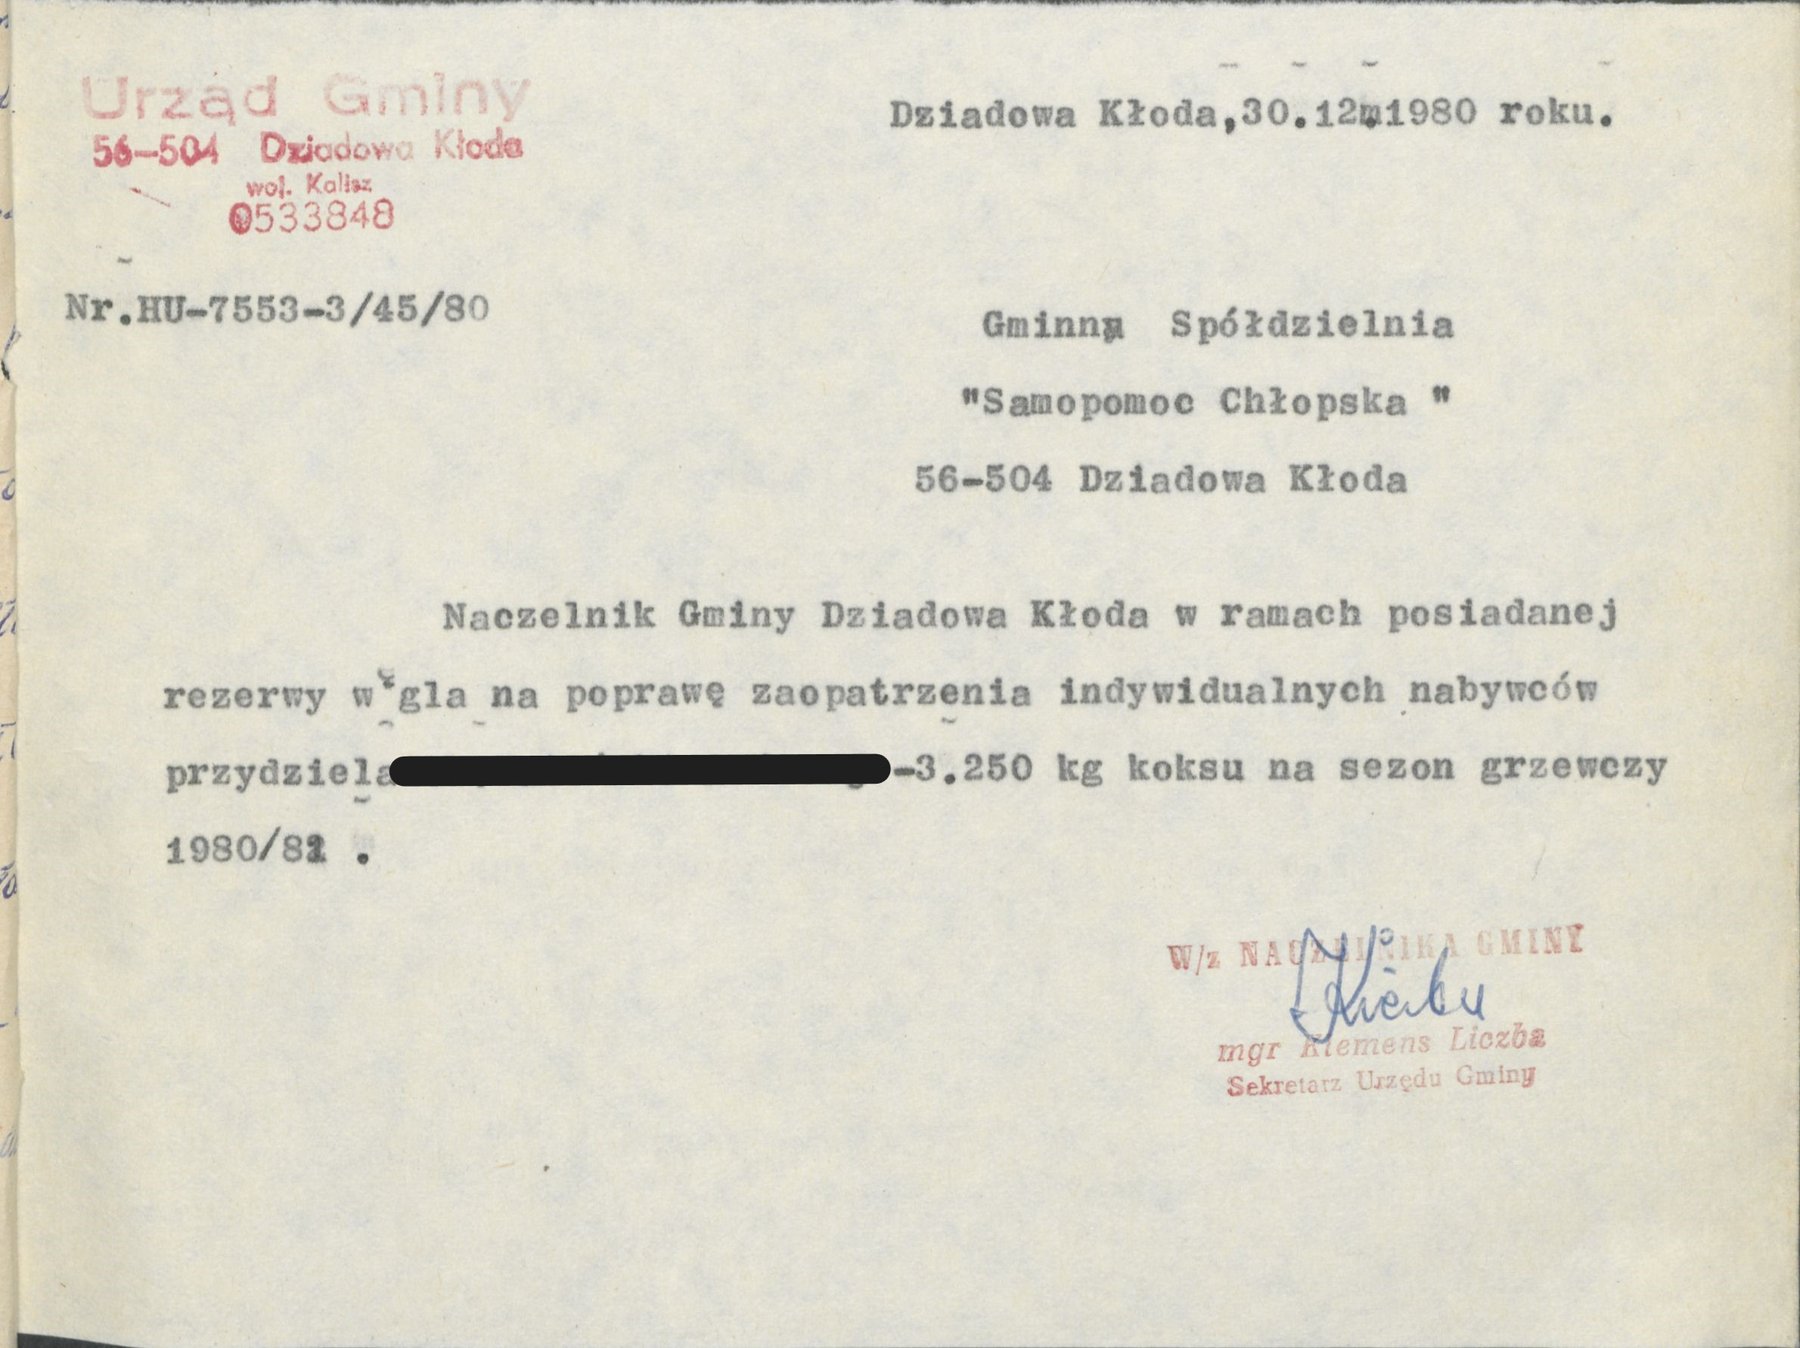 Urząd Gminy
56-504 Dziadowa Kłoda
woj. Kalisz
0533848
Dziadowa Kłoda,30.12.1980 roku.
Nr.HU-7553-3/45/80
Gminna Spółdzielnia
"Samopomoc Chłopska "
56-504 Dziadowa Kłoda
Naczelnik Gminy Dziadowa Kłoda w ramach posiadanej
rezerwy węgla na poprawę zaopatrzenia indywidualnych nabywców
przydziela -3.250 kg koksu na sezon grzewczy
1980/81 .
W/z NACZELNIKA GMINY
mgr Klemens Liczba
Sekretarz Urzędu Gminy